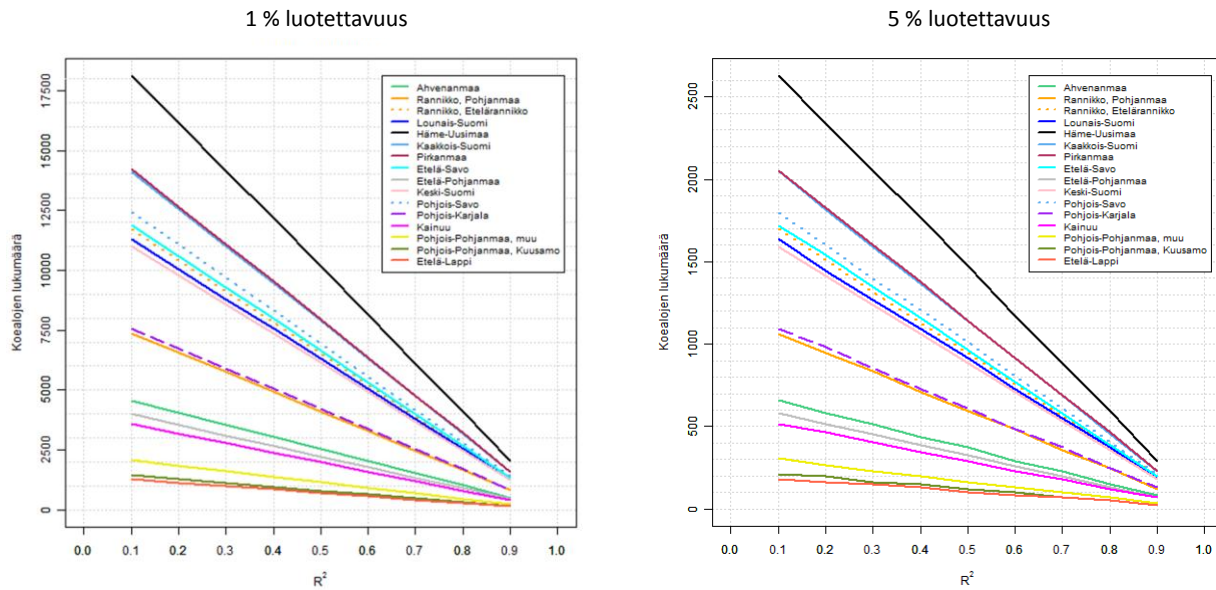 1 % luotettavuus
Koealojen lukumäärä
17500
15000
12500
10000
7500
5000
2500
0
Ahvenanmaa
Rannikko, Pohjanmaa
Rannikko, Etelärannikko
Lounais-Suomi
Häme-Uusimaa
Kaakkois-Suomi
Pirkanmaa
Etelä-Savo
Etelä-Pohjanmaa
Keski-Suomi
Pohjois-Savo
Pohjois-Karjala
Kainuu
Pohjois-Pohjanmaa, muu
Pohjois-Pohjanmaa, Kuusamo
Etelä-Lappi
0.0 0.1 0.2 0.3 0.4 0.5 0.6 0.7 0.8 0.9 1.0
R²
5 % luotettavuus
Koealojen lukumäärä
2500
2000
1500
1000
500
0
Ahvenanmaa
Rannikko, Pohjanmaa
Rannikko, Etelärannikko
Lounais-Suomi
Häme-Uusimaa
Kaakkois-Suomi
Pirkanmaa
Etelä-Savo
Etelä-Pohjanmaa
Keski-Suomi
Pohjois-Savo
Pohjois-Karjala
Kainuu
Pohjois-Pohjanmaa, muu
Pohjois-Pohjanmaa, Kuusamo
Etelä-Lappi
0.0 0.1 0.2 0.3 0.4 0.5 0.6 0.7 0.8 0.9 1.0
R²